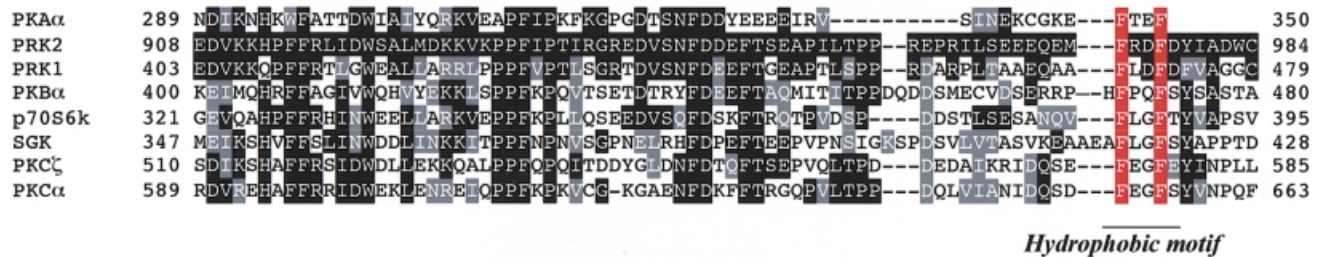 PKAα 289 NDIKNHKWFATTDWIAIYQRKVEAPFIPKFKGPGDTSNFDDYEEEEIRV----------SINEKCGKE---FTEF 350
PRK2 908 EDVKKHPFFRLIDWSALMDKKVKPPFIPTIRGREDVSNFDDEFTSEAPILTPP--REPRILSEEEQEM---FRDFDYIADWC 984
PRK1 403 EDVKKQPFFRTLGWEALLARRLPPPFVPTLSGRTDVSNFDEEFTGEAPTLSPP--RDARPLTAAEQAA---FLDFDFVAGGC 479
PKBα 400 KEIMQHRFFAGIVWQHVYEKKLSPPFKPQVTSETDTRYFDEEFTAQMITITPPDQDDSMECVDSERRP--HFPQFSYSASTA 480
p70S6k 321 GEVQAHPFFRHINWEELLARKVEPPFKPLLQSEEDVSQFDSKFTRQTPVDSP----DDSTLSESANQV---FLGFTYVAPSV 395
SGK MEIKSHVFFSLINWDDLINKKITPPFNPNVSGPNELRHFDPEFTEEPVPNSIGKSPDSVLVTASVKEAAEAFLGFSYAPPTD 428
PKCζ 510 SDIKSHAFFRSIDWDLLEKKQALPPFQPQITDDYGLDNFDTQFTSEPVQLTPD---DEDAIKRIDQSE---FEGFEYINPLL 585
PKCα 589 RDVREHAFFRRIDWEKLENREIQPPFKPKVCG-KGAENFDKFFTRGQPVLTPP---DQLVIANIDQSD---FEGFSYVNPQF 663
Hydrophobic motif